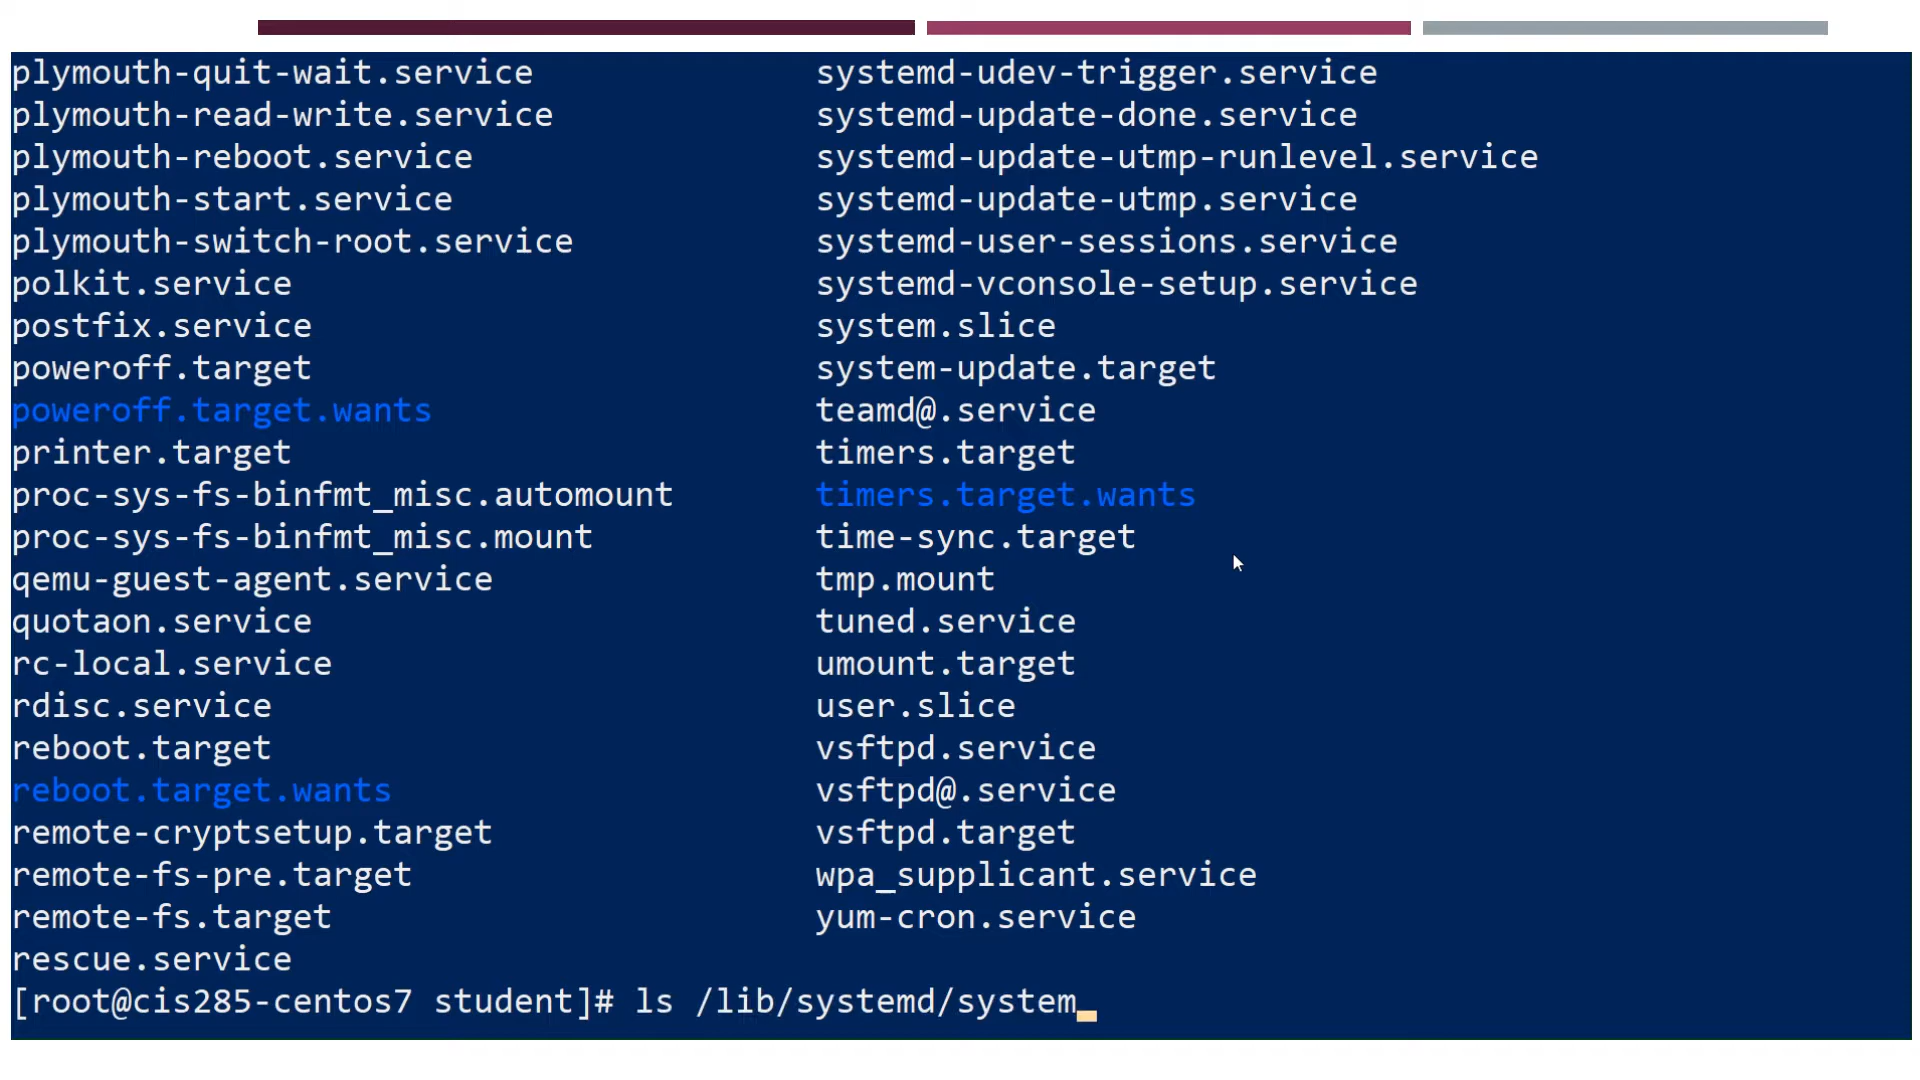 plymouth-quit-wait.service systemd-udev-trigger.service
plymouth-read-write.service systemd-update-done.service
plymouth-reboot.service systemd-update-utmp-runlevel.service
plymouth-start.service systemd-update-utmp.service
plymouth-switch-root.service systemd-user-sessions.service
polkit.service systemd-vconsole-setup.service
postfix.service system.slice
poweroff.target system-update.target
poweroff.target.wants teamd@.service
printer.target timers.target
proc-sys-fs-binfmt_misc.automount timers.target.wants
proc-sys-fs-binfmt_misc.mount time-sync.target
qemu-guest-agent.service tmp.mount
quotaon.service tuned.service
rc-local.service umount.target
rdisc.service user.slice
reboot.target vsftpd.service
reboot.target.wants vsftpd@.service
remote-cryptsetup.target vsftpd.target
remote-fs-pre.target wpa_supplicant.service
remote-fs.target yum-cron.service
rescue.service
[root@cis285-centos7 student]# ls /lib/systemd/system